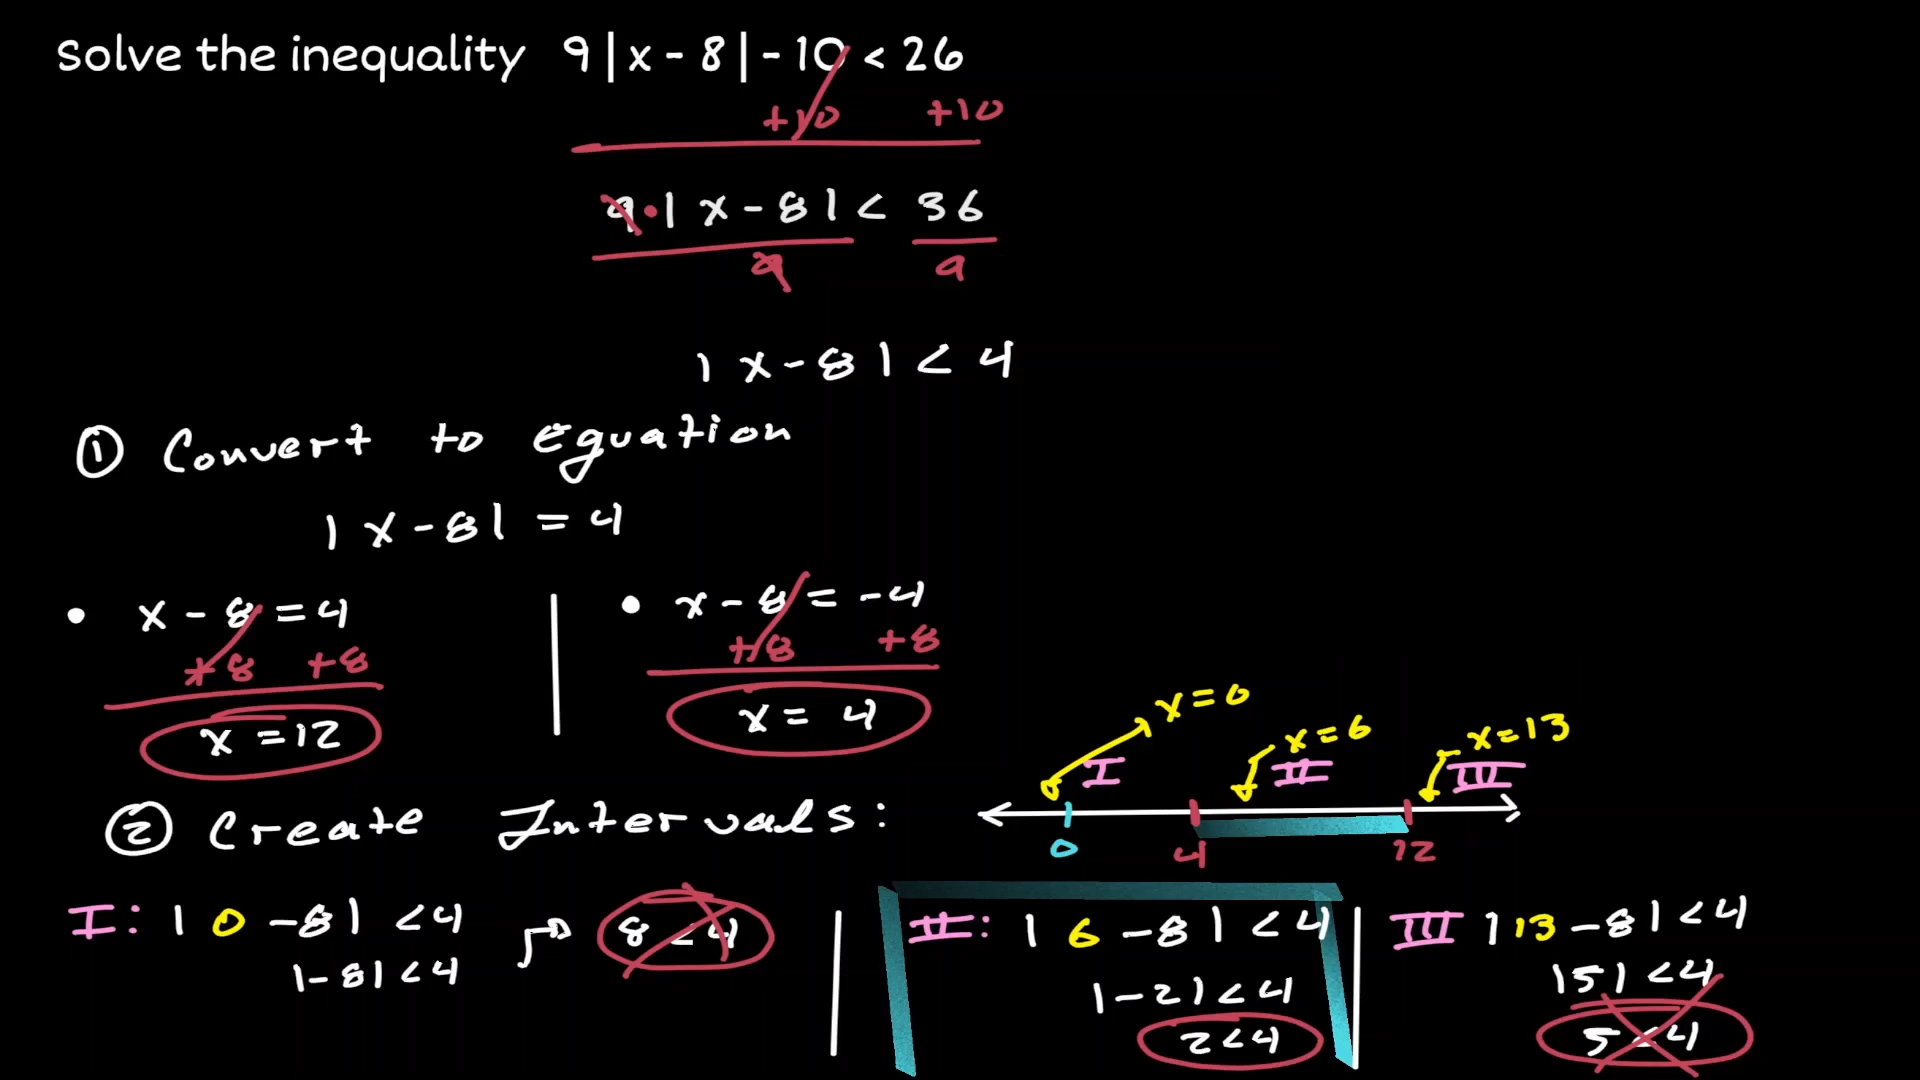 Solve the inequality 9|x - 8| - 10 < 26
+10 +10
9·|x - 8| < 36
9 9
|x - 8| < 4
① Convert to Equation
|x - 8| = 4
• x - 8 = 4
+8 +8
x = 12
• x - 8 = -4
+8 +8
x = 4
② Create Intervals:
x = 0
x = 6
x = 13
I II III
0 4 12
I: |0 - 8| < 4
|-8| < 4
8 < 4
II: |6 - 8| < 4
|-2| < 4
2 < 4
III |13 - 8| < 4
|5| < 4
5 < 4